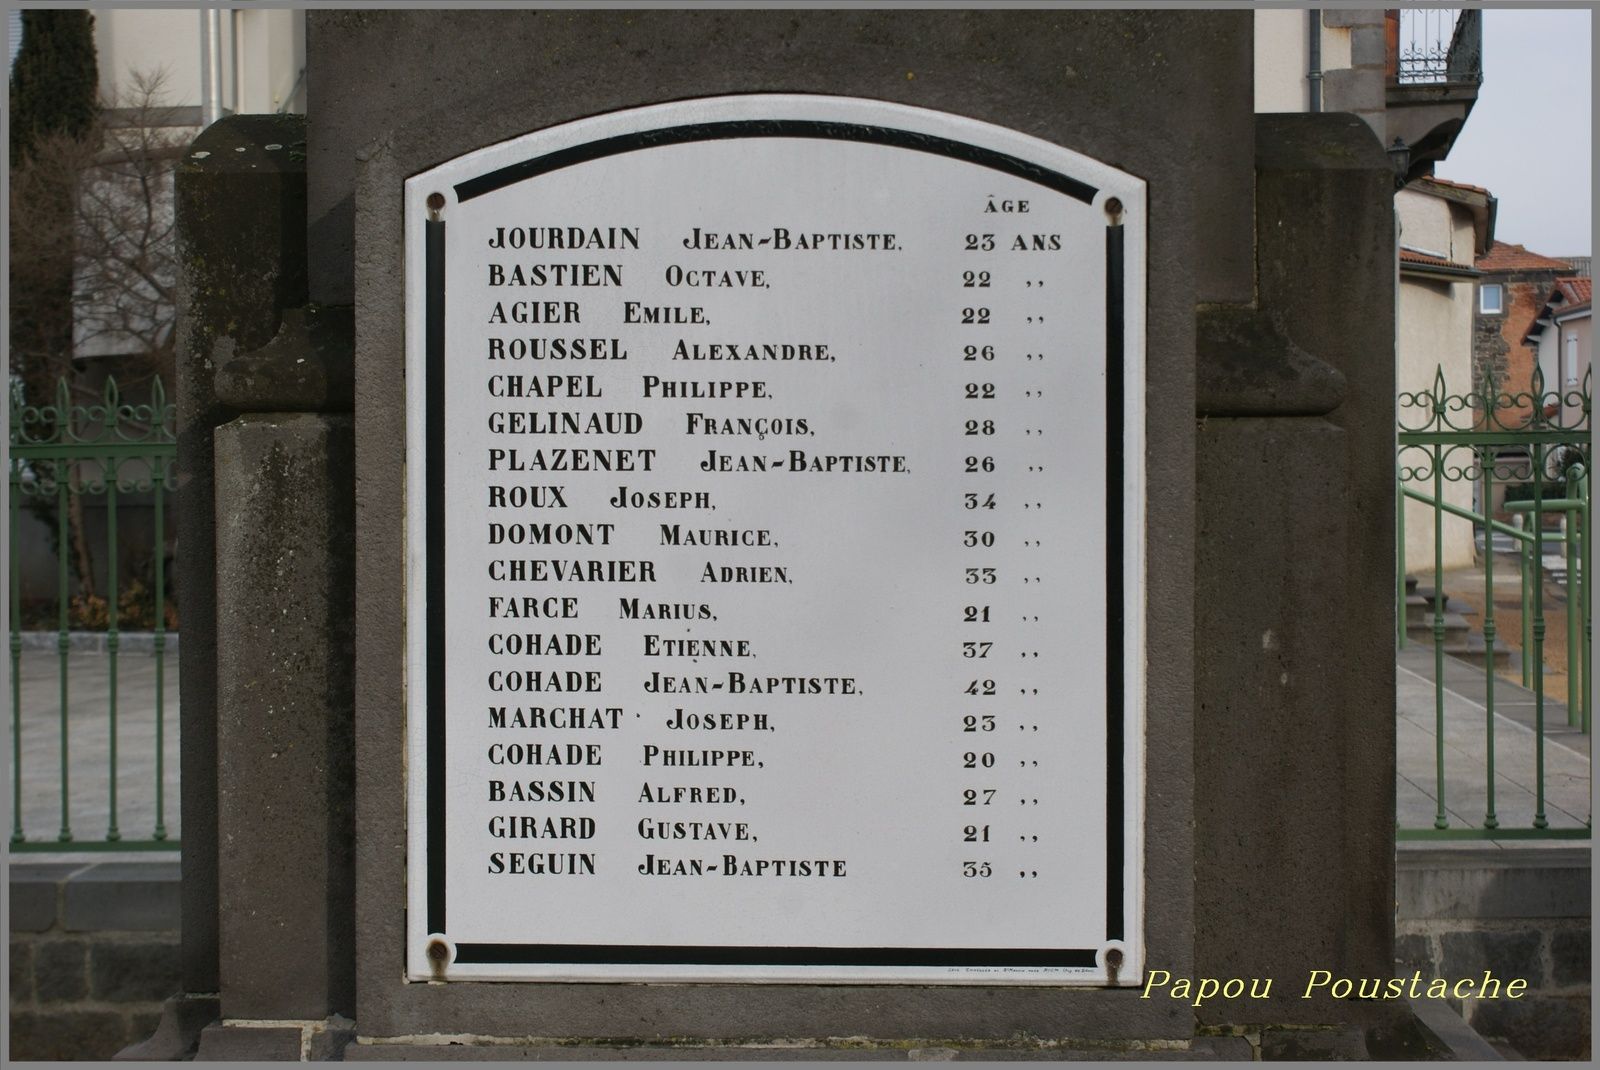 ÂGE
JOURDAIN Jean-Baptiste, 23 ANS
BASTIEN Octave, 22 ,,
AGIER Emile, 22 ,,
ROUSSEL Alexandre, 26 ,,
CHAPEL Philippe, 22 ,,
GELINAUD François, 28 ,,
PLAZENET Jean-Baptiste, 26 ,,
ROUX Joseph, 34 ,,
DOMONT Maurice, 30 ,,
CHEVARIER Adrien, 33 ,,
FARCE Marius, 21 ,,
COHADE Etienne, 37 ,,
COHADE Jean-Baptiste, 42 ,,
MARCHAT Joseph, 23 ,,
COHADE Philippe, 20 ,,
BASSIN Alfred, 27 ,,
GIRARD Gustave, 21 ,,
SEGUIN Jean-Baptiste 35 ,,
Papou Poustache